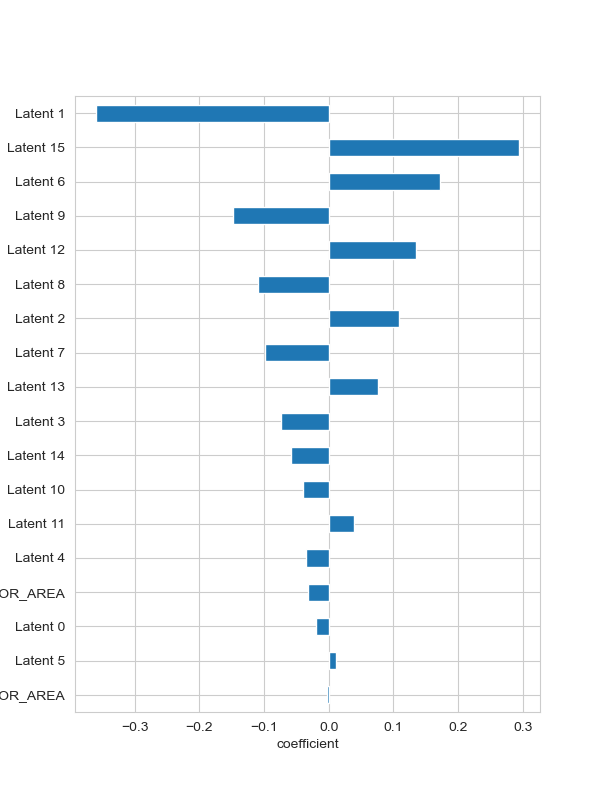 Latent 1
Latent 15
Latent 6
Latent 9
Latent 12
Latent 8
Latent 2
Latent 7
Latent 13
Latent 3
Latent 14
Latent 10
Latent 11
Latent 4
OR_AREA
Latent 0
Latent 5
OR_AREA
−0.3 −0.2 −0.1 0.0 0.1 0.2 0.3
coefficient